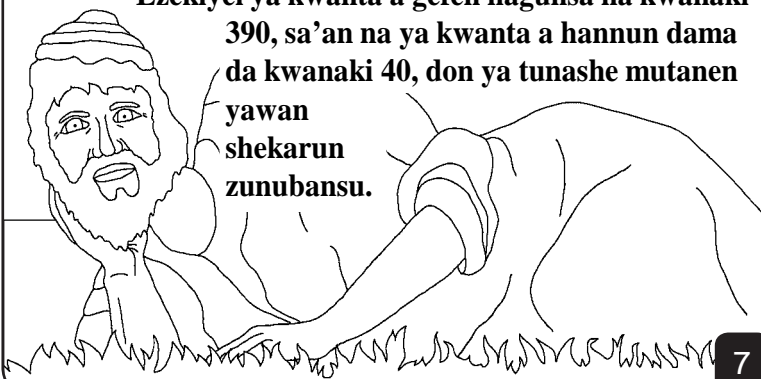 Ezekiyel ya kwanta a gefen hagunsa na kwanaki
390, sa'an na ya kwanta a hannun dama
da kwanaki 40, don ya tunashe mutanen
yawan
shekarun
zunubansu.
7